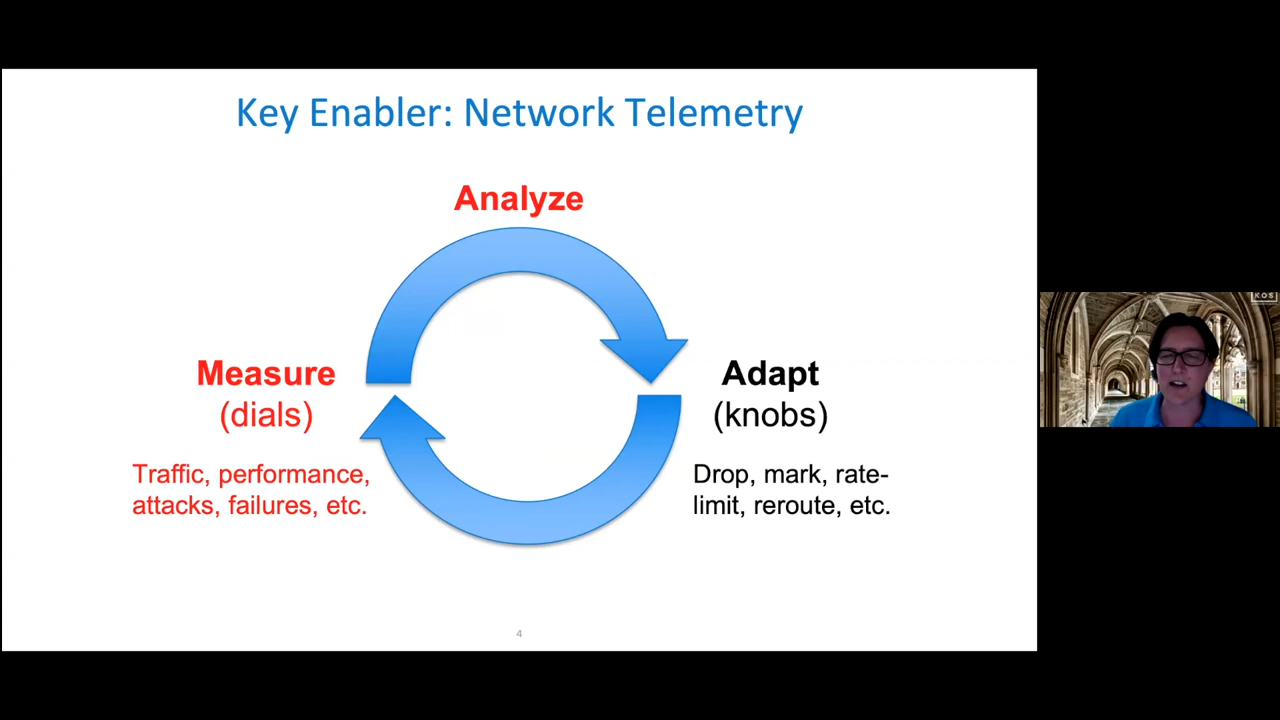 Key Enabler: Network Telemetry
Analyze
Measure
(dials)
Traffic, performance,
attacks, failures, etc.
Adapt
(knobs)
Drop, mark, rate-
limit, reroute, etc.
4
KOS